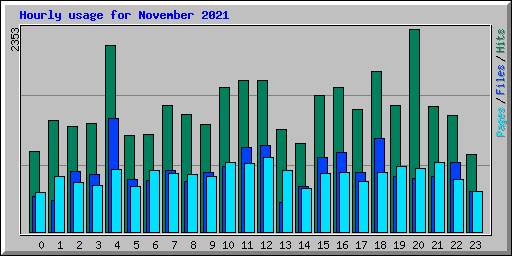 Hourly usage for November 2021
2353
Pages / Files / Hits
0 1 2 3 4 5 6 7 8 9 10 11 12 13 14 15 16 17 18 19 20 21 22 23